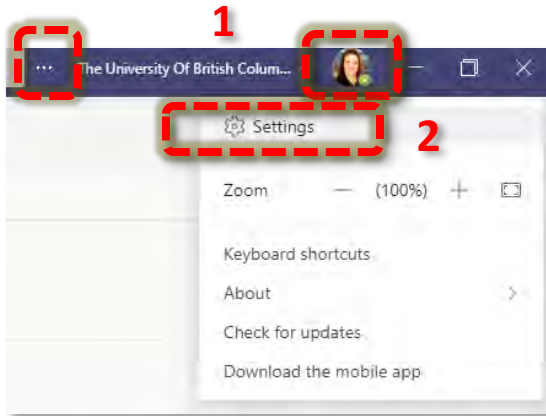 1
... The University Of British Colum...
Settings
2
Zoom — (100%) +
Keyboard shortcuts
About >
Check for updates
Download the mobile app